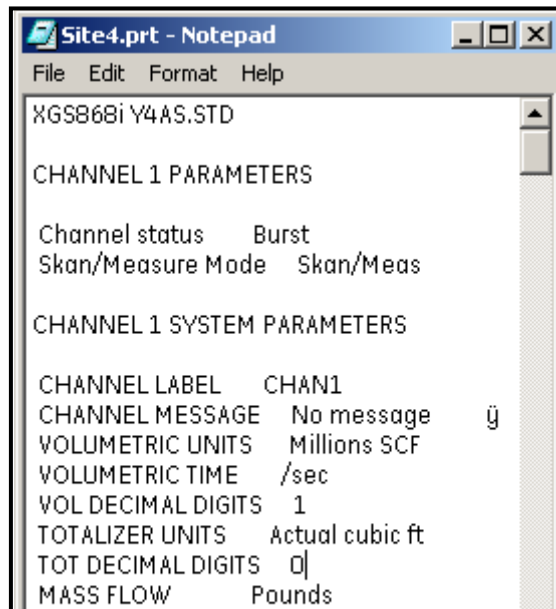 Site4.prt - Notepad
File Edit Format Help
XGS868i Y4AS.STD
CHANNEL 1 PARAMETERS
Channel status Burst
Skan/Measure Mode Skan/Meas
CHANNEL 1 SYSTEM PARAMETERS
CHANNEL LABEL CHAN1
CHANNEL MESSAGE No message ÿ
VOLUMETRIC UNITS Millions SCF
VOLUMETRIC TIME /sec
VOL DECIMAL DIGITS 1
TOTALIZER UNITS Actual cubic ft
TOT DECIMAL DIGITS 0
MASS FLOW Pounds